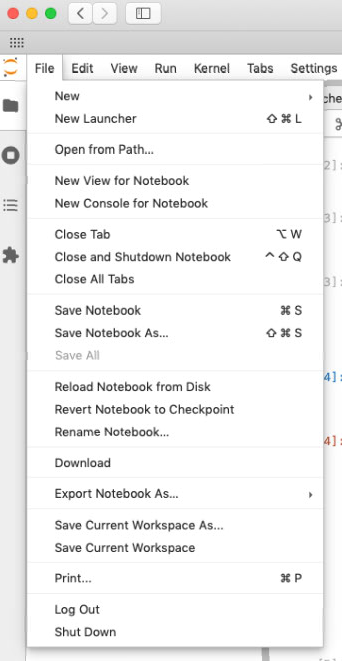 File Edit View Run Kernel Tabs Settings
New
New Launcher ⇧ ⌘ L
Open from Path...
New View for Notebook
New Console for Notebook
Close Tab ⌥ W
Close and Shutdown Notebook ^ ⇧ Q
Close All Tabs
Save Notebook ⌘ S
Save Notebook As... ⇧ ⌘ S
Save All
Reload Notebook from Disk
Revert Notebook to Checkpoint
Rename Notebook...
Download
Export Notebook As...
Save Current Workspace As...
Save Current Workspace
Print... ⌘ P
Log Out
Shut Down